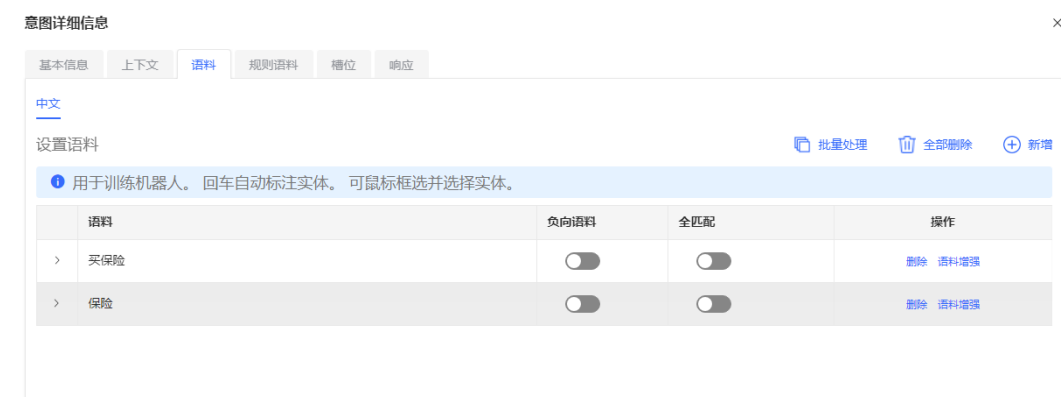 意图详细信息
基本信息 上下文 语料 规则语料 槽位 响应
中文
设置语料 批量处理 全部删除 新增
用于训练机器人。 回车自动标注实体。 可鼠标框选并选择实体。
语料 负向语料 全匹配 操作
买保险 删除 语料增强
保险 删除 语料增强